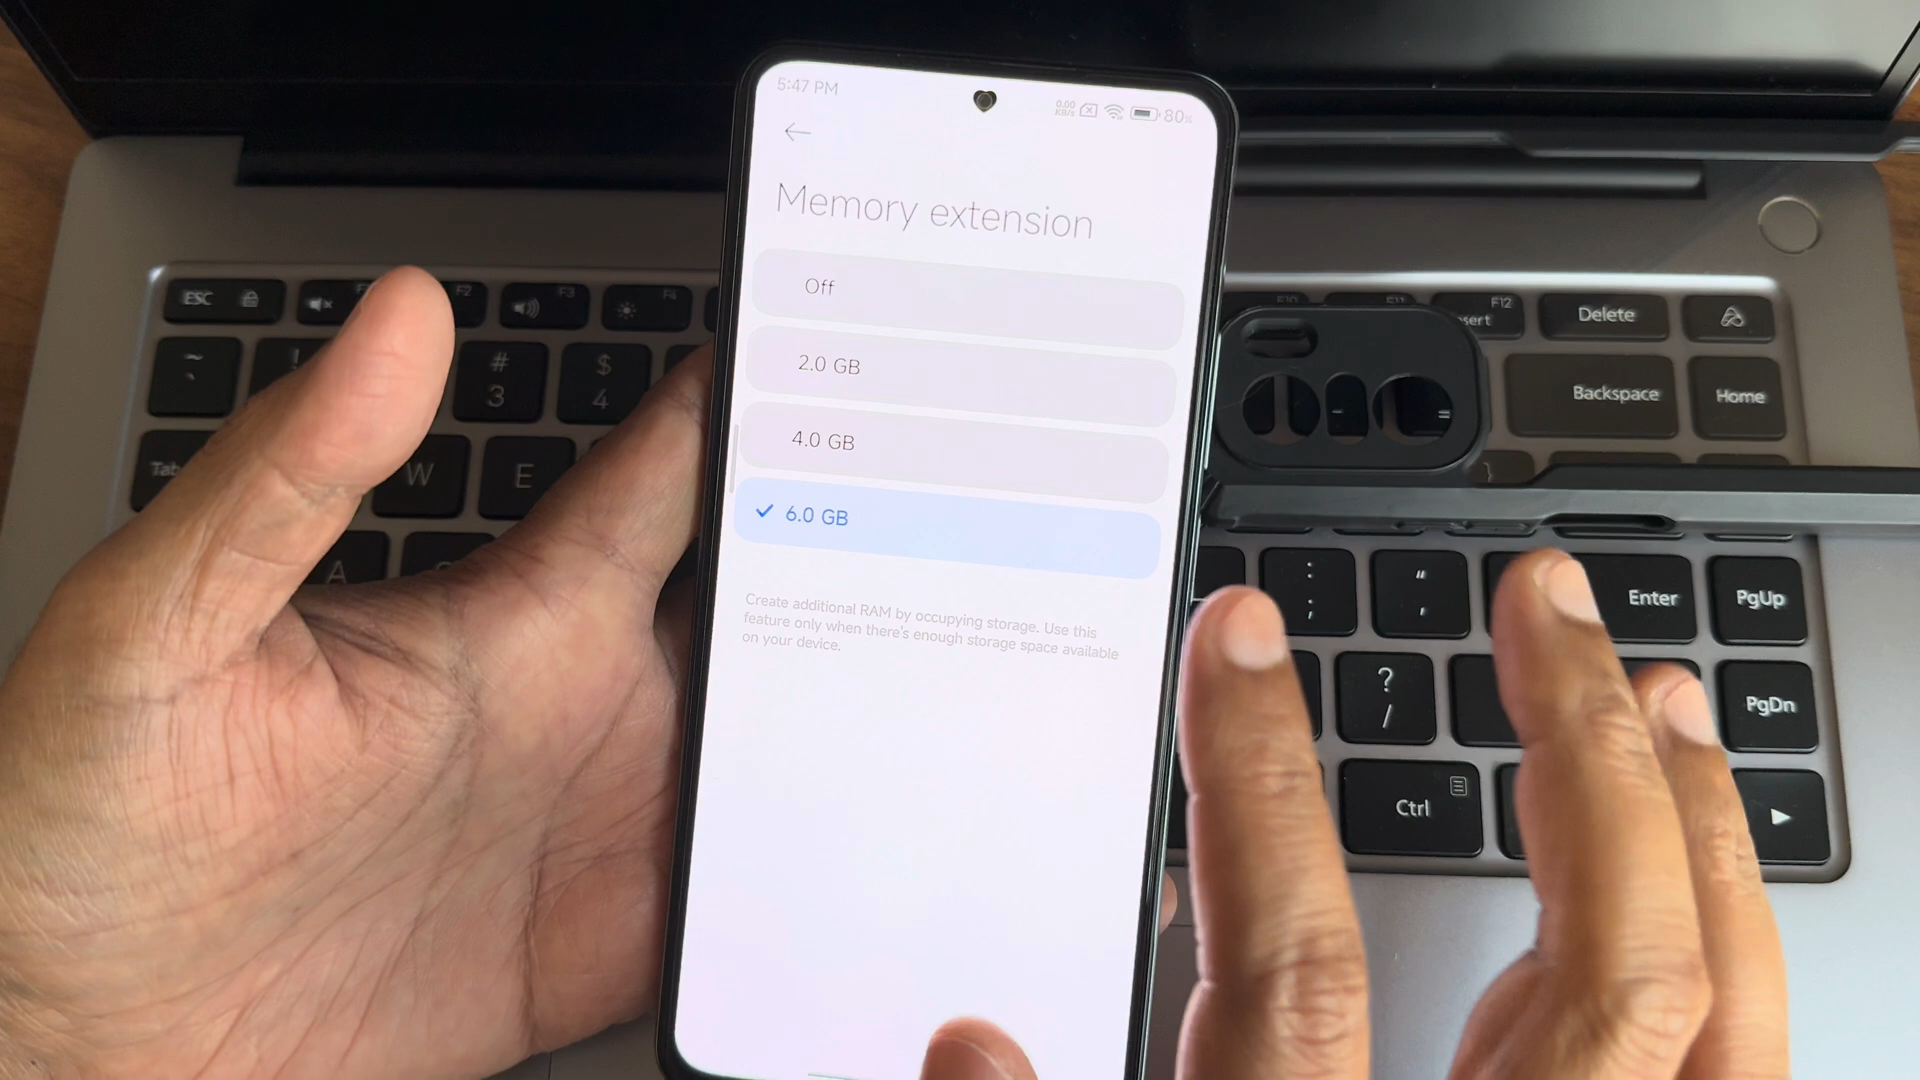 5:47 PM
0.00
KB/s
80%
Memory extension
Off
2.0 GB
4.0 GB
6.0 GB
Create additional RAM by occupying storage. Use this
feature only when there's enough storage space available
on your device.
ESC
F2
F3
F4
F10
F11
F12
Delete
~
`
!
#
3
$
4
-
=
Backspace
Home
Tab
W
E
}
A
:
;
"
'
Enter
PgUp
?
/
PgDn
Ctrl